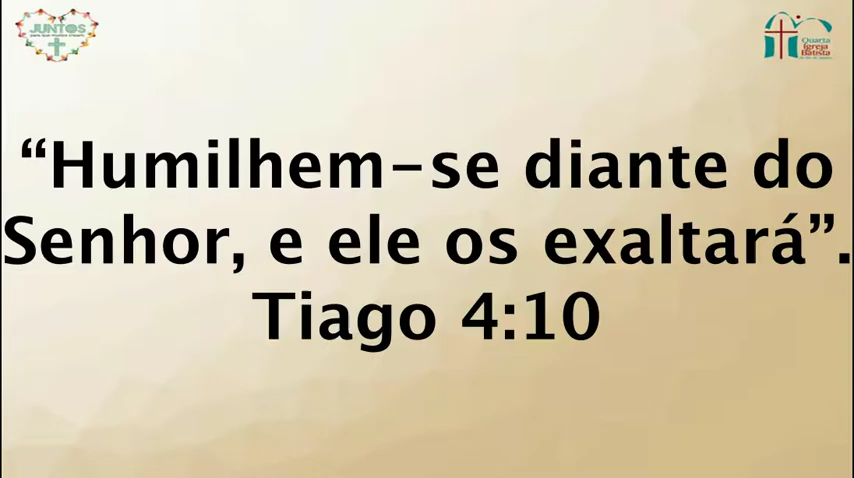 JUNTOS
Quarta
Igreja
Batista
“Humilhem-se diante do
Senhor, e ele os exaltará”.
Tiago 4:10